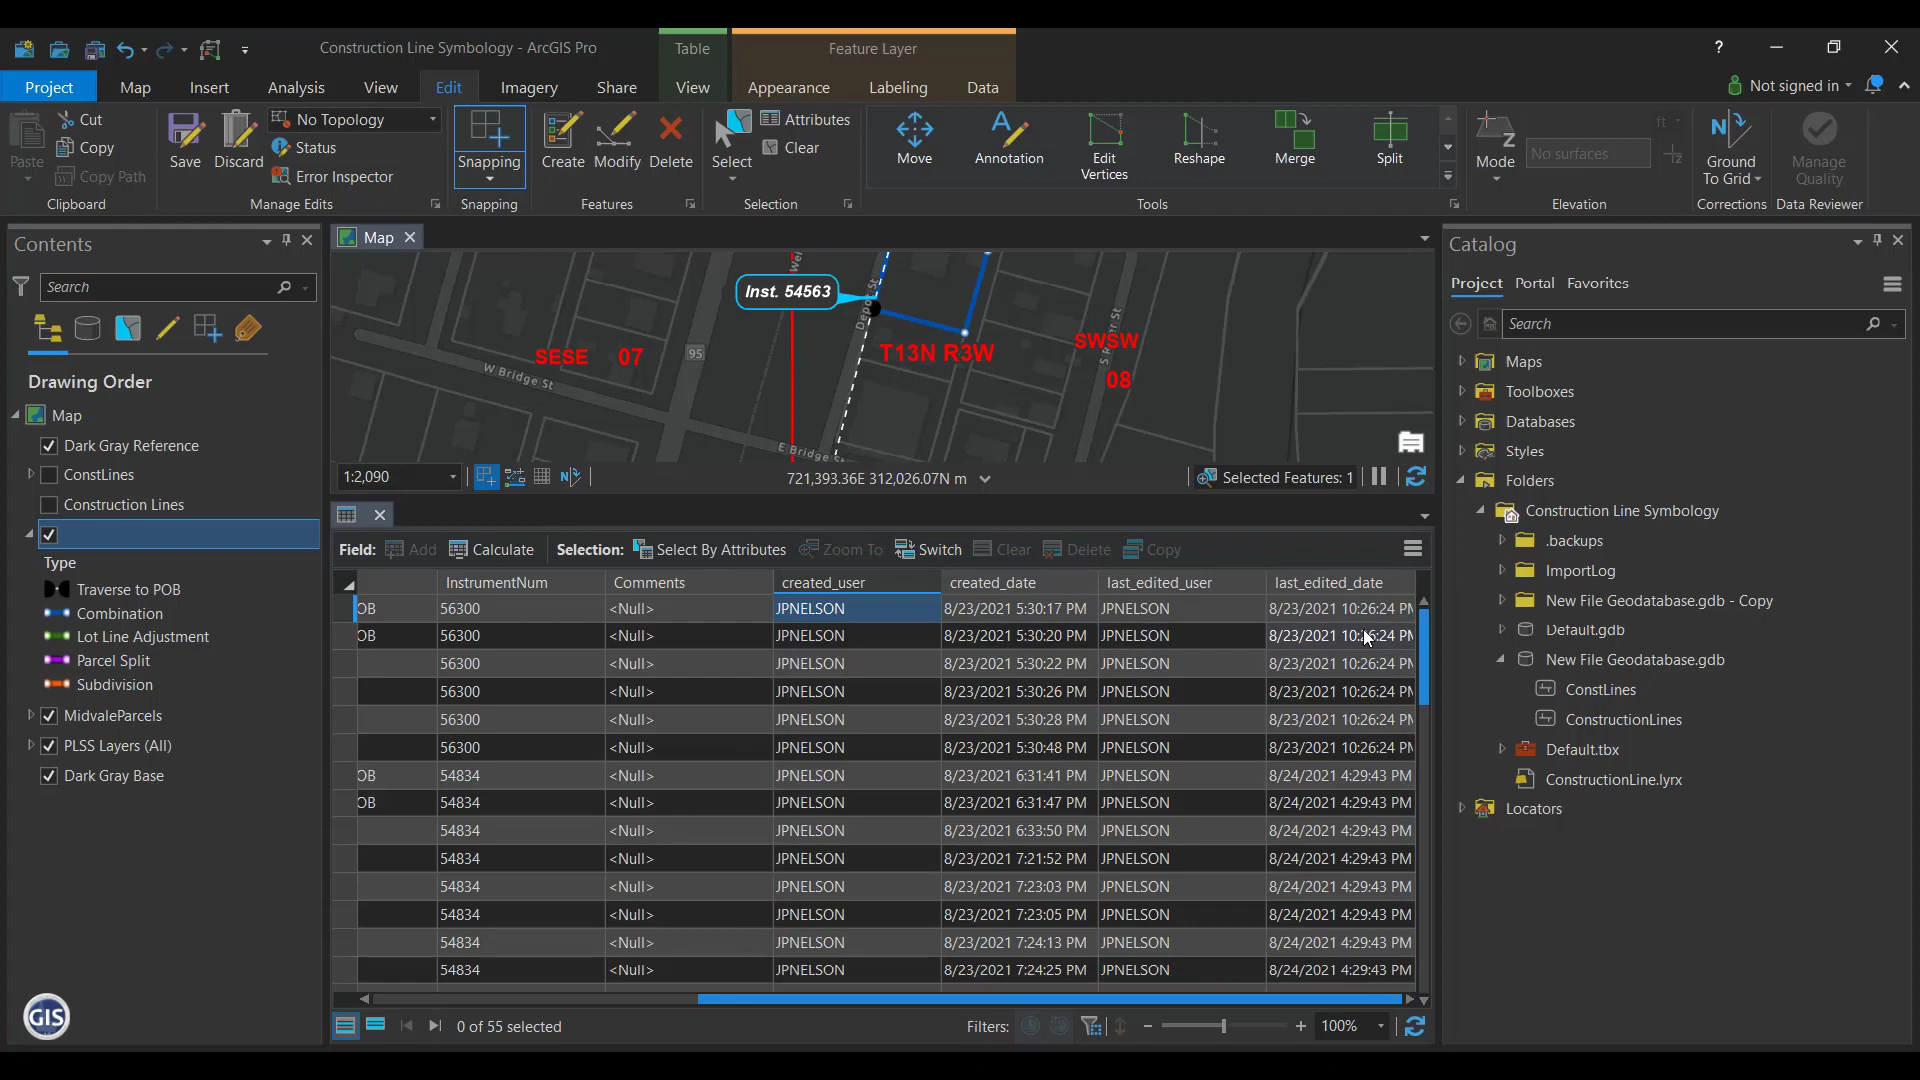 Construction Line Symbology - ArcGIS Pro
Table
Feature Layer
?
Project
Map
Insert
Analysis
View
Edit
Imagery
Share
View
Appearance
Labeling
Data
Not signed in
Paste
Cut
Copy
Copy Path
Clipboard
Save
Discard
No Topology
Status
Error Inspector
Manage Edits
Snapping
Snapping
Create
Modify
Delete
Features
Select
Attributes
Clear
Selection
Move
Annotation
Edit
Vertices
Reshape
Merge
Split
Tools
Mode
ft
No surfaces
Elevation
Ground
To Grid
Corrections
Manage
Quality
Data Reviewer
Contents
Search
Drawing Order
Map
Dark Gray Reference
ConstLines
Construction Lines
Type
Traverse to POB
Combination
Lot Line Adjustment
Parcel Split
Subdivision
MidvaleParcels
PLSS Layers (All)
Dark Gray Base
GIS
Map
Inst. 54563
Depot St
SESE 07
95
W Bridge St
T13N R3W
SWSW
08
E Bridge St
1:2,090
721,393.36E 312,026.07N m
Selected Features: 1
Field: Add Calculate Selection: Select By Attributes Zoom To Switch Clear Delete Copy
InstrumentNum Comments created_user created_date last_edited_user last_edited_date
OB 56300 <Null> JPNELSON 8/23/2021 5:30:17 PM JPNELSON 8/23/2021 10:26:24 PM
OB 56300 <Null> JPNELSON 8/23/2021 5:30:20 PM JPNELSON 8/23/2021 10:26:24 PM
56300 <Null> JPNELSON 8/23/2021 5:30:22 PM JPNELSON 8/23/2021 10:26:24 PM
56300 <Null> JPNELSON 8/23/2021 5:30:26 PM JPNELSON 8/23/2021 10:26:24 PM
56300 <Null> JPNELSON 8/23/2021 5:30:28 PM JPNELSON 8/23/2021 10:26:24 PM
56300 <Null> JPNELSON 8/23/2021 5:30:48 PM JPNELSON 8/23/2021 10:26:24 PM
OB 54834 <Null> JPNELSON 8/23/2021 6:31:41 PM JPNELSON 8/24/2021 4:29:43 PM
OB 54834 <Null> JPNELSON 8/23/2021 6:31:47 PM JPNELSON 8/24/2021 4:29:43 PM
54834 <Null> JPNELSON 8/23/2021 6:33:50 PM JPNELSON 8/24/2021 4:29:43 PM
54834 <Null> JPNELSON 8/23/2021 7:21:52 PM JPNELSON 8/24/2021 4:29:43 PM
54834 <Null> JPNELSON 8/23/2021 7:23:03 PM JPNELSON 8/24/2021 4:29:43 PM
54834 <Null> JPNELSON 8/23/2021 7:23:05 PM JPNELSON 8/24/2021 4:29:43 PM
54834 <Null> JPNELSON 8/23/2021 7:24:13 PM JPNELSON 8/24/2021 4:29:43 PM
54834 <Null> JPNELSON 8/23/2021 7:24:25 PM JPNELSON 8/24/2021 4:29:43 PM
0 of 55 selected
Filters:
100%
Catalog
Project
Portal
Favorites
Search
Maps
Toolboxes
Databases
Styles
Folders
Construction Line Symbology
.backups
ImportLog
New File Geodatabase.gdb - Copy
Default.gdb
New File Geodatabase.gdb
ConstLines
ConstructionLines
Default.tbx
ConstructionLine.lyrx
Locators